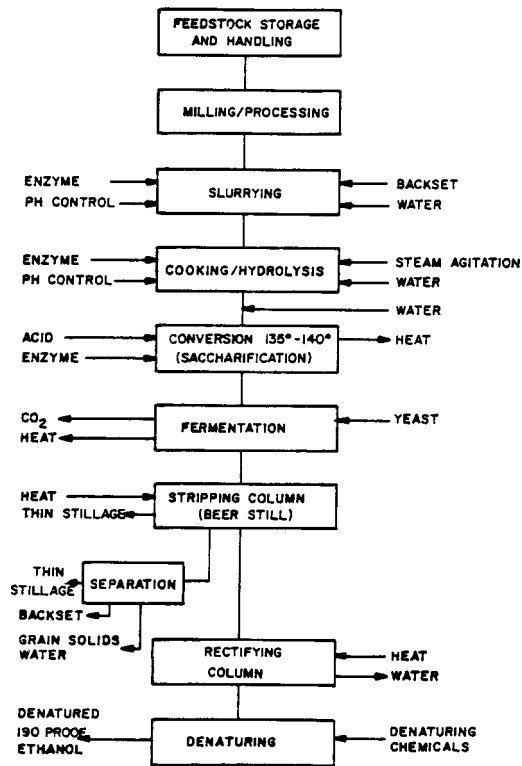 FEEDSTOCK STORAGE
AND HANDLING
MILLING/PROCESSING
ENZYME
PH CONTROL
SLURRYING
BACKSET
WATER
ENZYME
PH CONTROL
COOKING/HYDROLYSIS
STEAM AGITATION
WATER
WATER
ACID
ENZYME
CONVERSION 135°-140°
(SACCHARIFICATION)
HEAT
CO2
HEAT
FERMENTATION
YEAST
HEAT
THIN STILLAGE
STRIPPING COLUMN
(BEER STILL)
THIN
STILLAGE
SEPARATION
BACKSET
GRAIN SOLIDS
WATER
RECTIFYING
COLUMN
HEAT
WATER
DENATURED
190 PROOF
ETHANOL
DENATURING
DENATURING
CHEMICALS